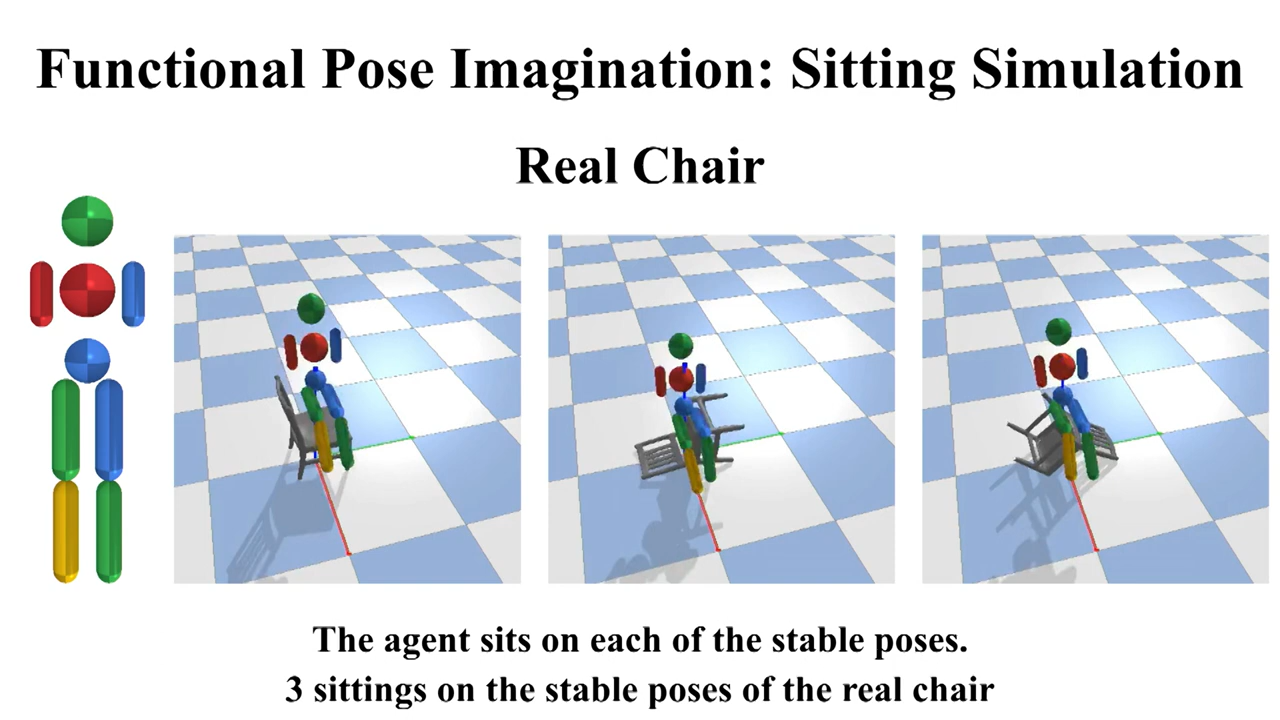 Functional Pose Imagination: Sitting Simulation
Real Chair
The agent sits on each of the stable poses.
3 sittings on the stable poses of the real chair